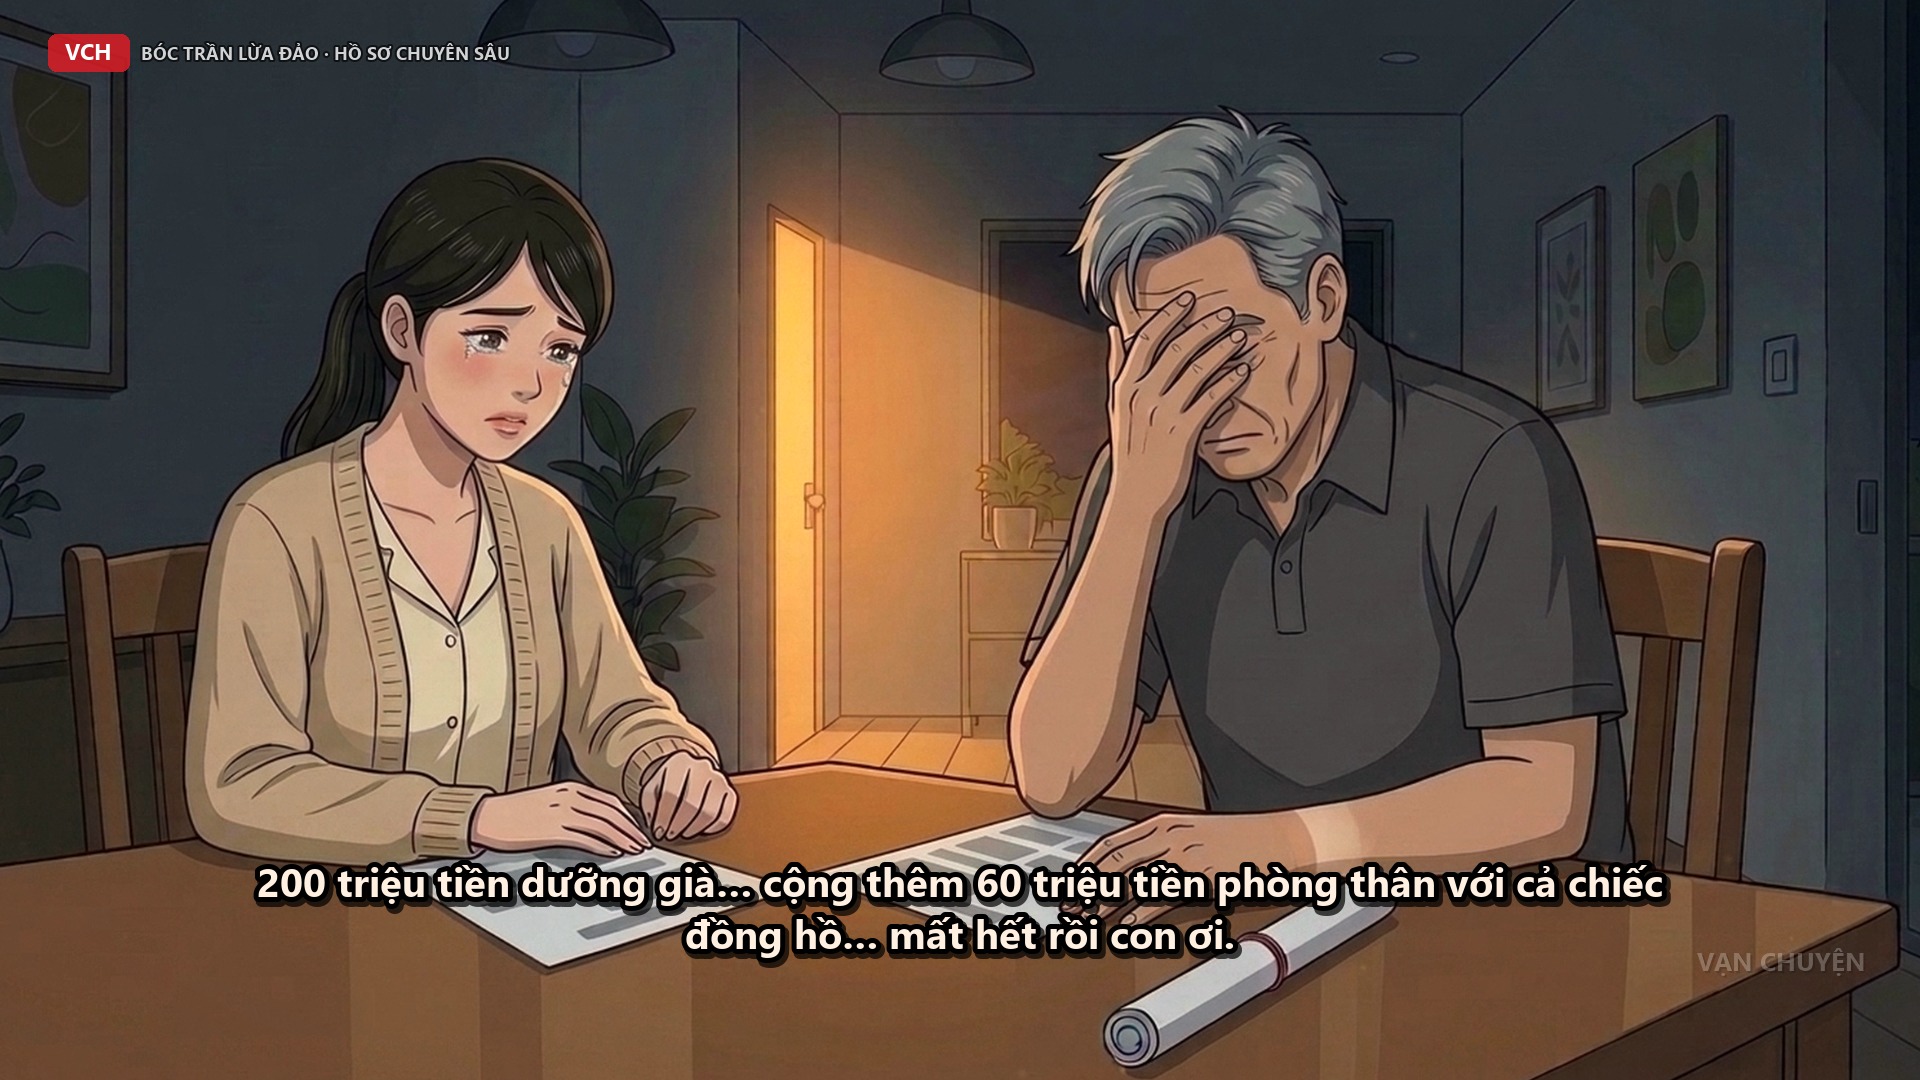 VCH BÓC TRẦN LỪA ĐẢO · HỒ SƠ CHUYÊN SÂU
200 triệu tiền dưỡng già... cộng thêm 60 triệu tiền phòng thân với cả chiếc
đồng hồ... mất hết rồi con ơi.
VẠN CHUYỆN